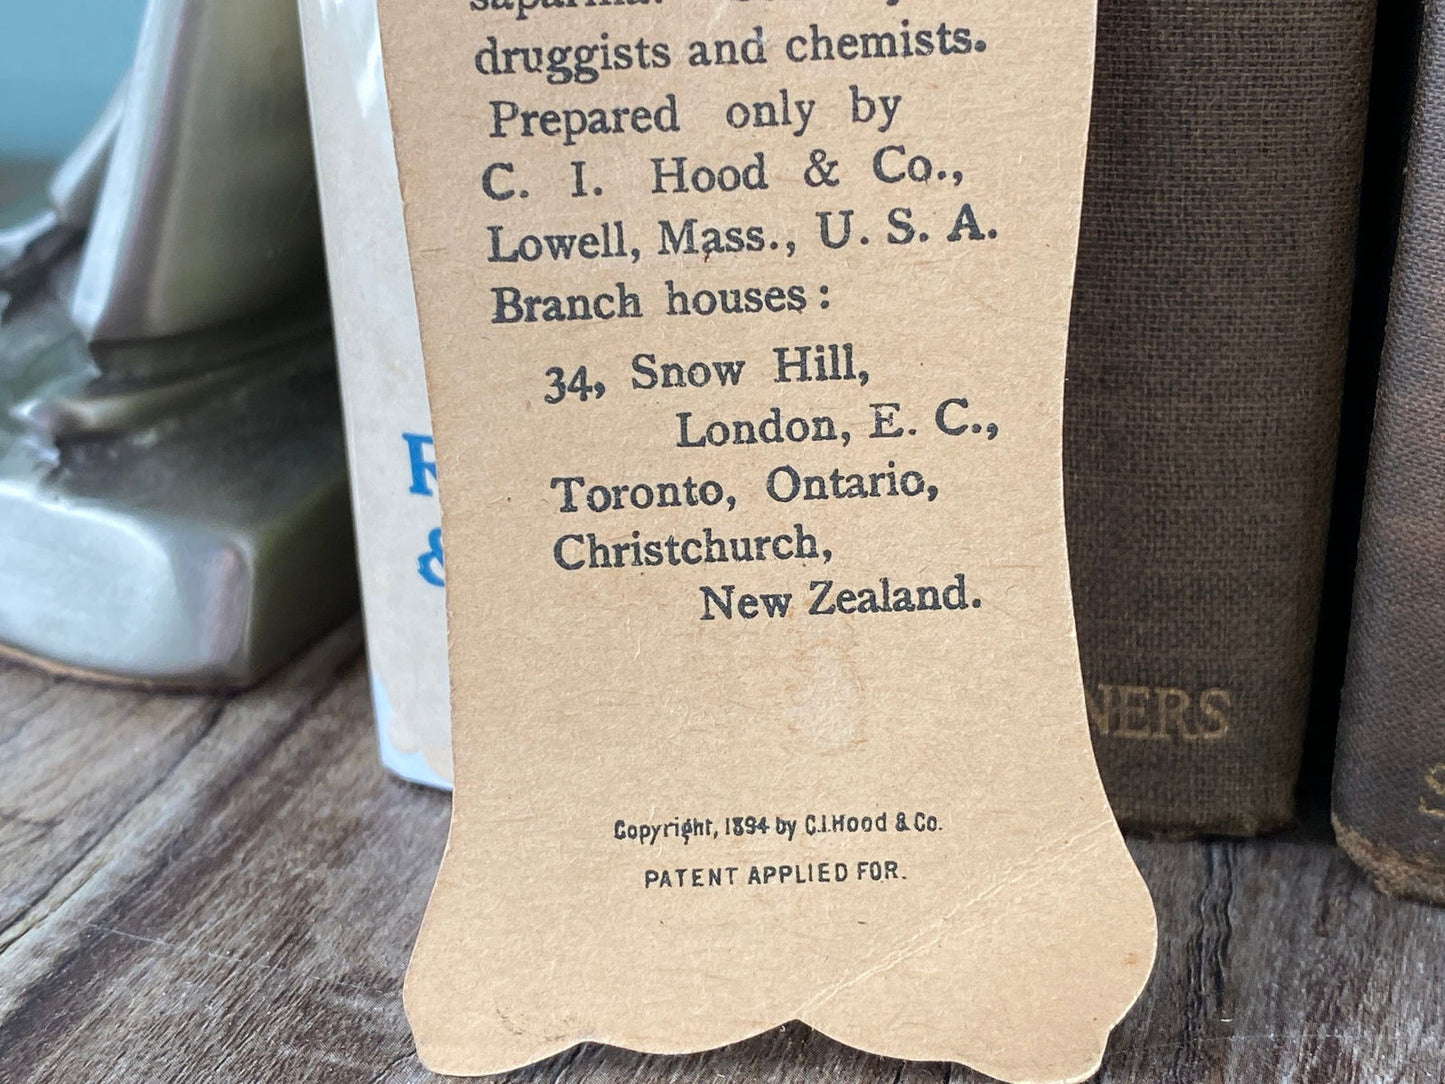 druggists and chemists.
Prepared only by
C. I. Hood & Co.,
Lowell, Mass., U. S. A.
Branch houses :
34, Snow Hill,
London, E. C.,
Toronto, Ontario,
Christchurch,
New Zealand.
Copyright, 1894 by C.I. Hood & Co.
PATENT APPLIED FOR.
R
&
NERS
S